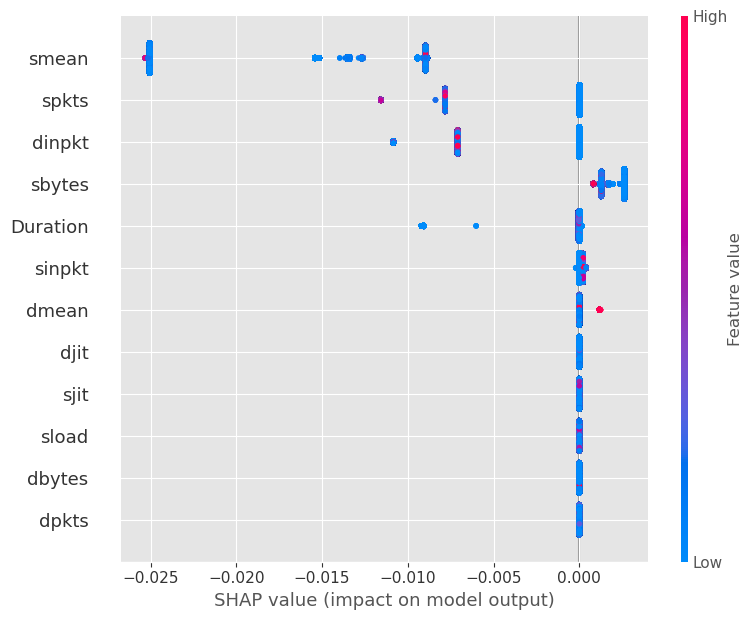 High
smean
spkts
dinpkt
sbytes
Duration
sinpkt
dmean
djit
sjit
sload
dbytes
dpkts
Feature value
Low
−0.025 −0.020 −0.015 −0.010 −0.005 0.000
SHAP value (impact on model output)